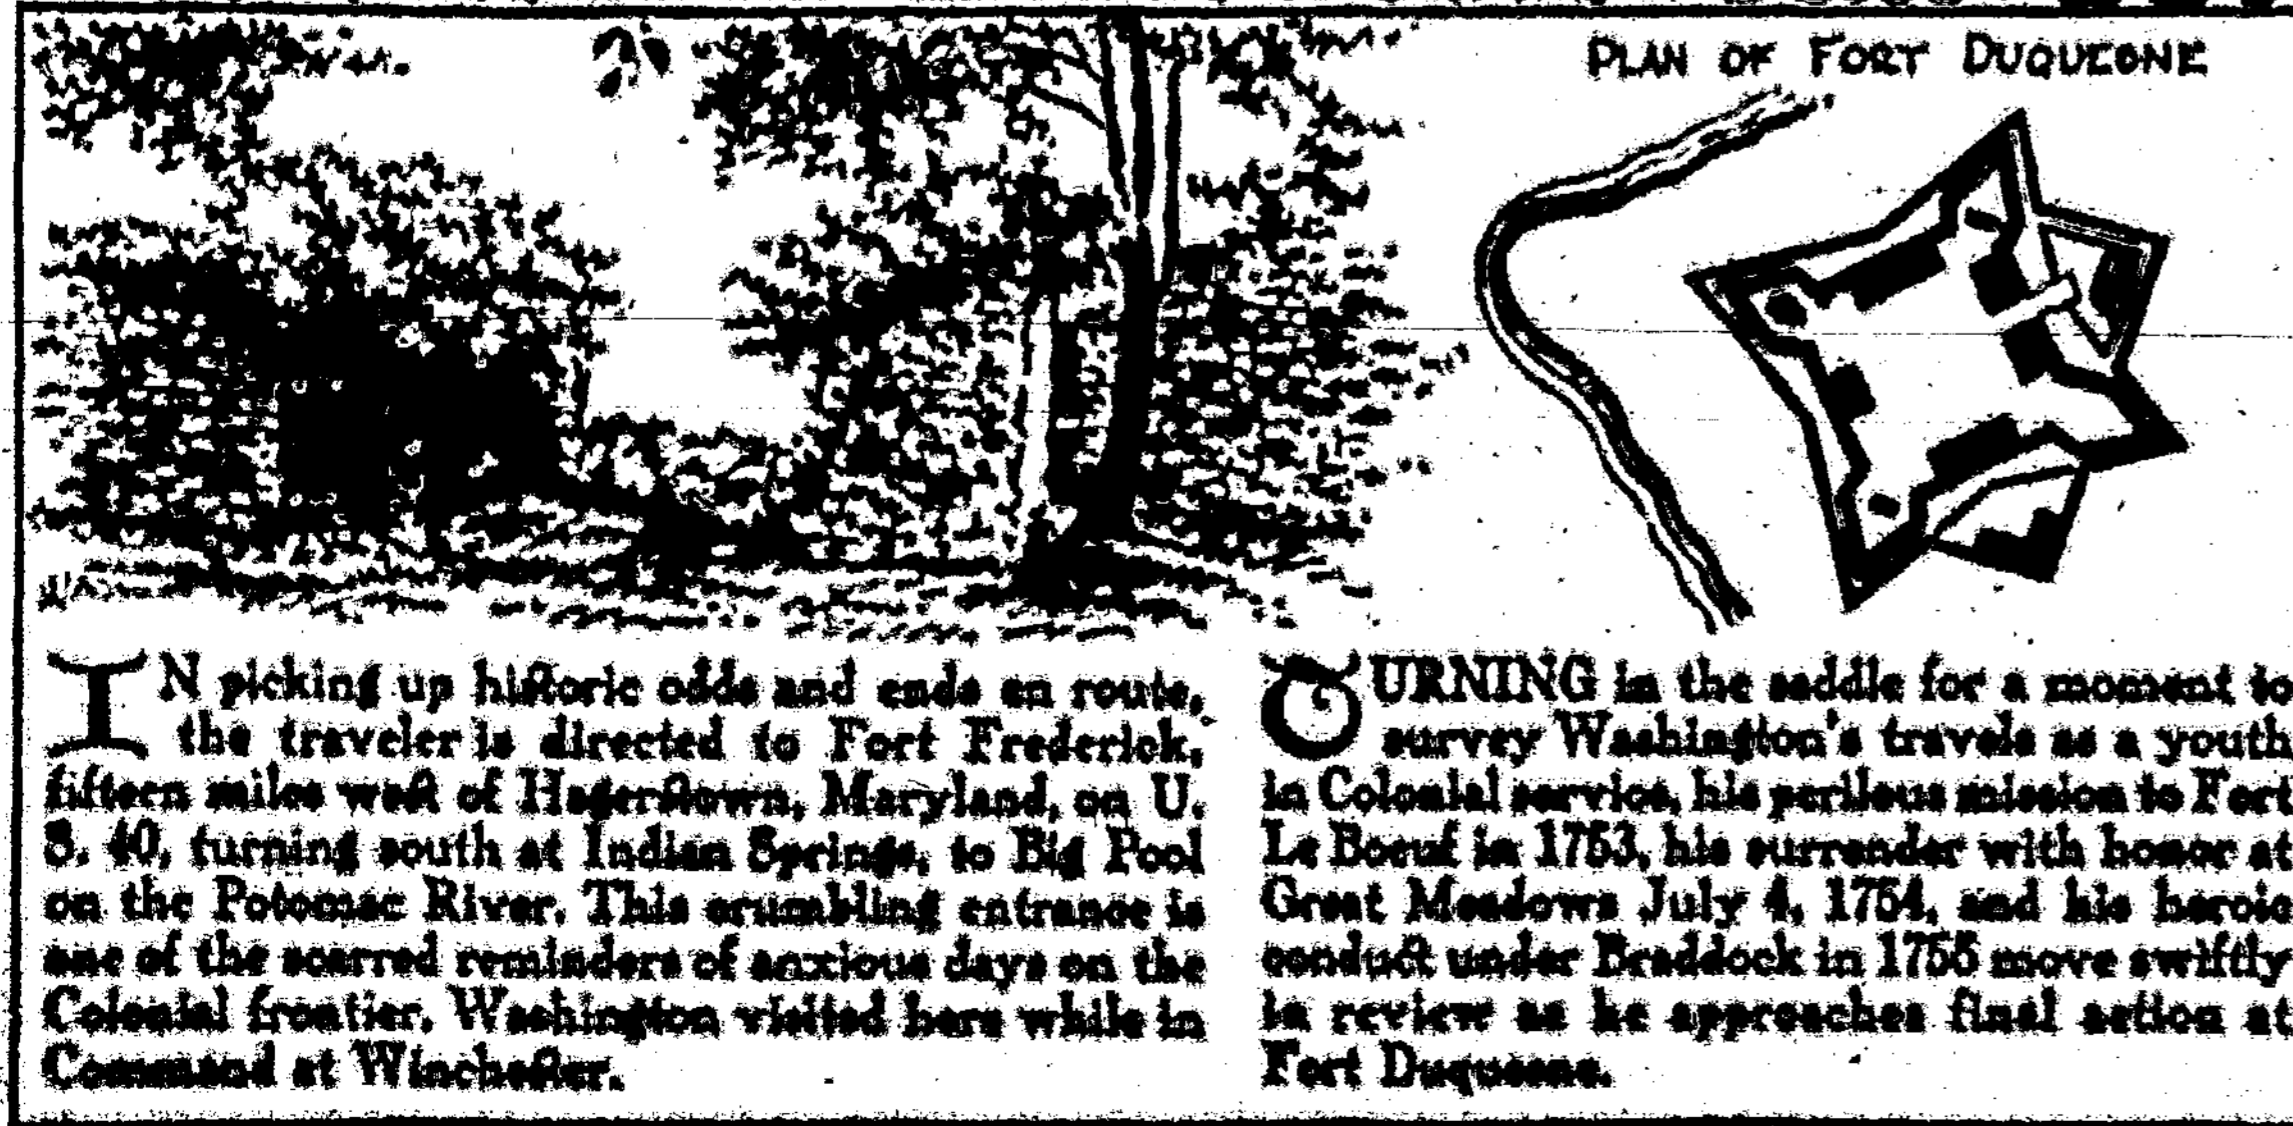 PLAN OF FORT DUQUESNE
IN picking up historic odds and ends en route,
the traveler is directed to Fort Frederick,
fifteen miles west of Hagerstown, Maryland, on U.
S. 40, turning south at Indian Springs, to Big Pool
on the Potomac River. This crumbling entrance is
one of the scarred reminders of anxious days on the
Colonial frontier. Washington visited here while in
Command at Winchester.
TURNING in the saddle for a moment to
survey Washington's travels as a youth
in Colonial service, his perilous mission to Fort
Le Boeuf in 1753, his surrender with honor at
Great Meadows July 4, 1754, and his heroic
conduct under Braddock in 1755 move swiftly
in review as he approaches final action at
Fort Duquesne.